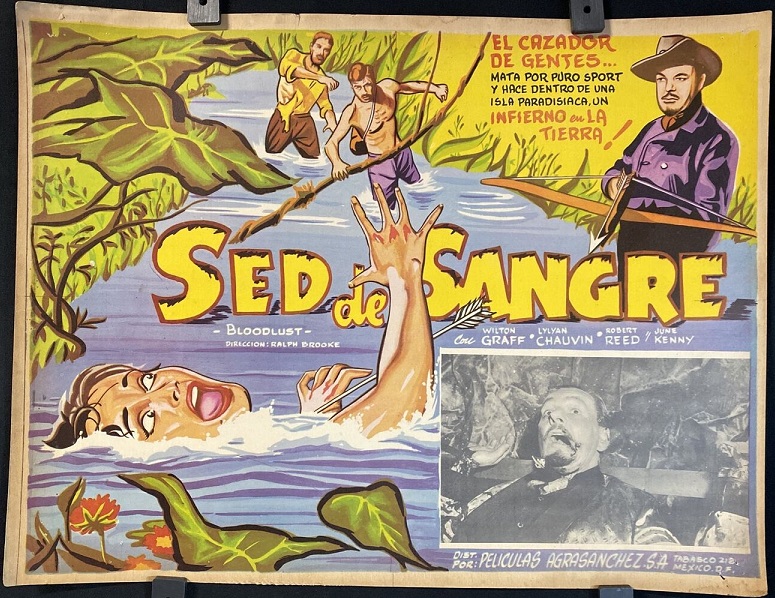 EL CAZADOR
DE GENTES...
MATA POR PURO SPORT
Y HACE DENTRO DE UNA
ISLA PARADISIACA, UN
INFIERNO en LA
TIERRA!
SED de SANGRE
- BLOODLUST -
DIRECCION: RALPH BROOKE
Con WILTON GRAFF • LYLYAN CHAUVIN • ROBERT REED y JUNE KENNY
DIST. POR: PELICULAS AGRASANCHEZ. S.A TABASCO 218. MEXICO. D.F.